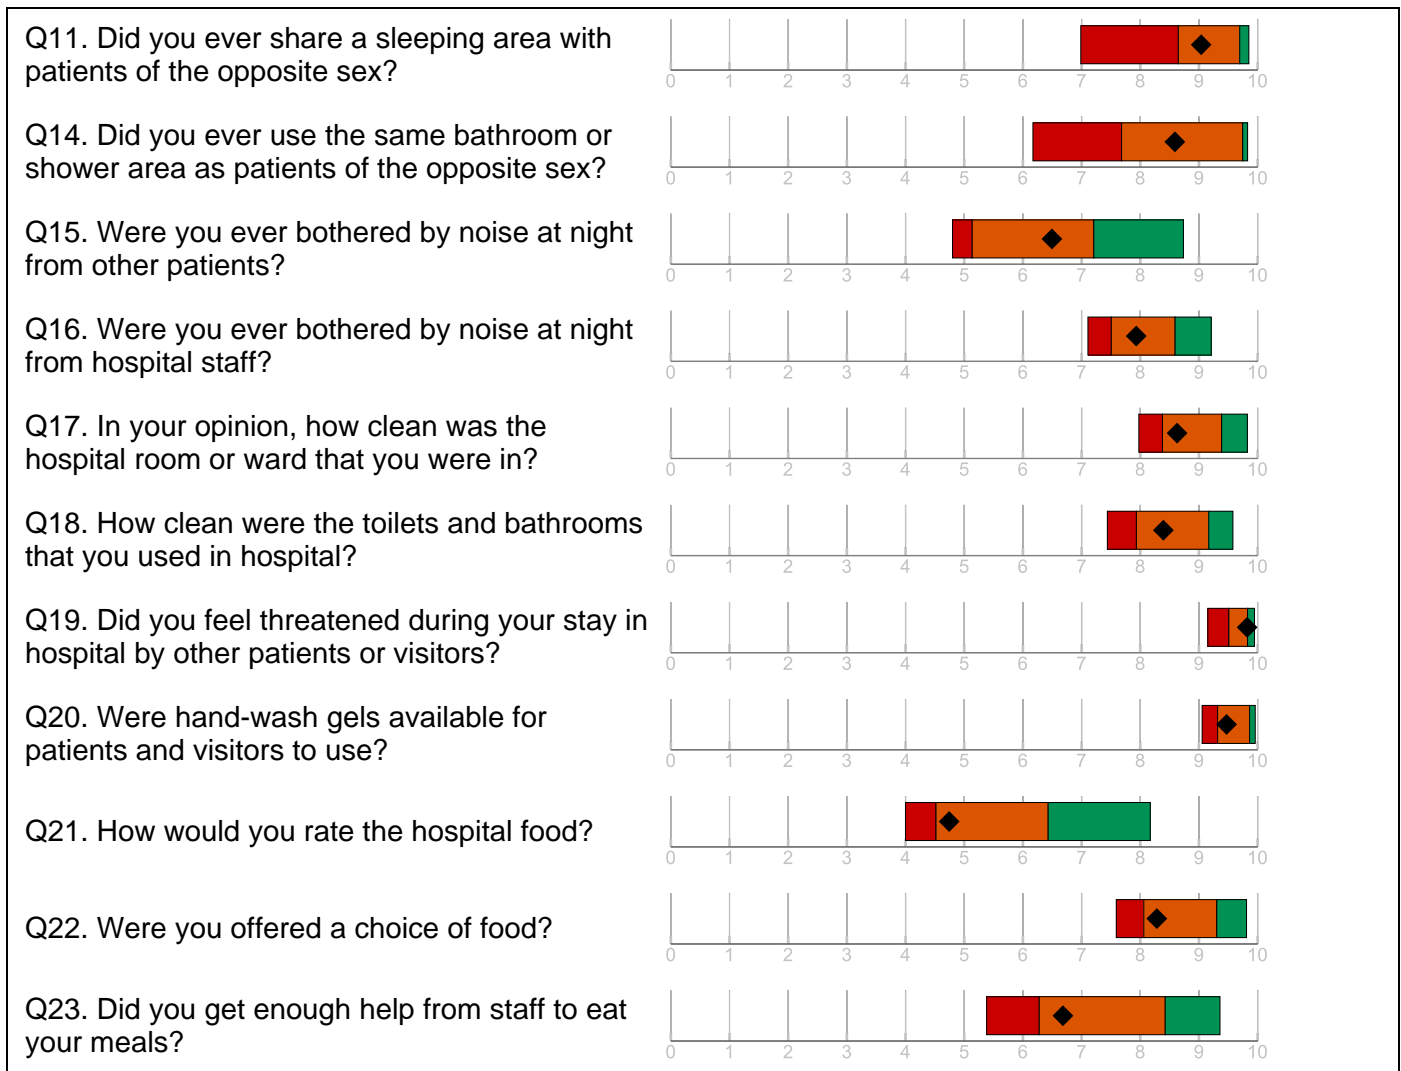 Q11. Did you ever share a sleeping area with
patients of the opposite sex?
0 1 2 3 4 5 6 7 8 9 10
Q14. Did you ever use the same bathroom or
shower area as patients of the opposite sex?
0 1 2 3 4 5 6 7 8 9 10
Q15. Were you ever bothered by noise at night
from other patients?
0 1 2 3 4 5 6 7 8 9 10
Q16. Were you ever bothered by noise at night
from hospital staff?
0 1 2 3 4 5 6 7 8 9 10
Q17. In your opinion, how clean was the
hospital room or ward that you were in?
0 1 2 3 4 5 6 7 8 9 10
Q18. How clean were the toilets and bathrooms
that you used in hospital?
0 1 2 3 4 5 6 7 8 9 10
Q19. Did you feel threatened during your stay in
hospital by other patients or visitors?
0 1 2 3 4 5 6 7 8 9 10
Q20. Were hand-wash gels available for
patients and visitors to use?
0 1 2 3 4 5 6 7 8 9 10
Q21. How would you rate the hospital food?
0 1 2 3 4 5 6 7 8 9 10
Q22. Were you offered a choice of food?
0 1 2 3 4 5 6 7 8 9 10
Q23. Did you get enough help from staff to eat
your meals?
0 1 2 3 4 5 6 7 8 9 10